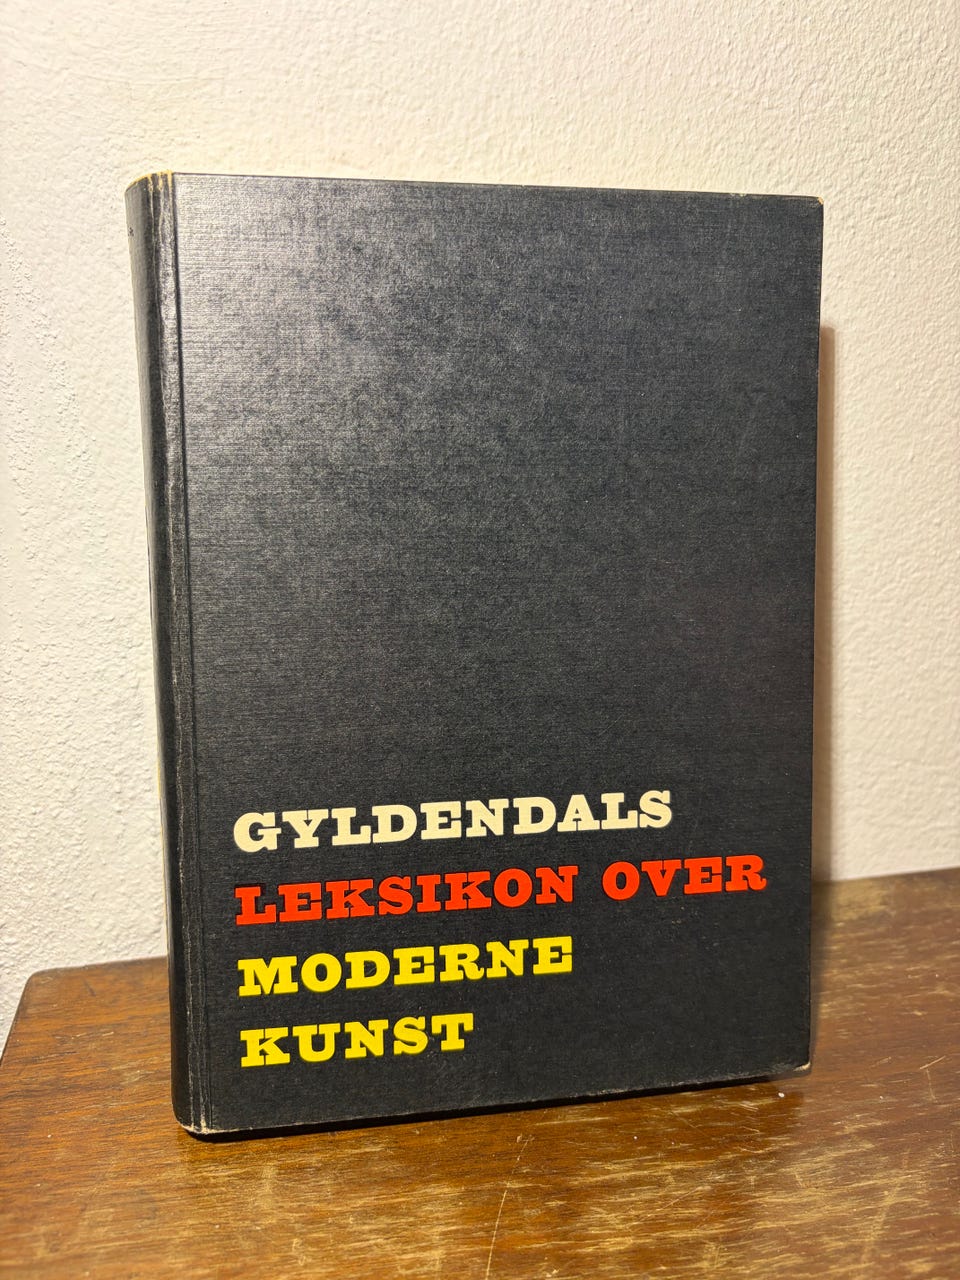 GYLDENDALS
LEKSIKON OVER
MODERNE
KUNST